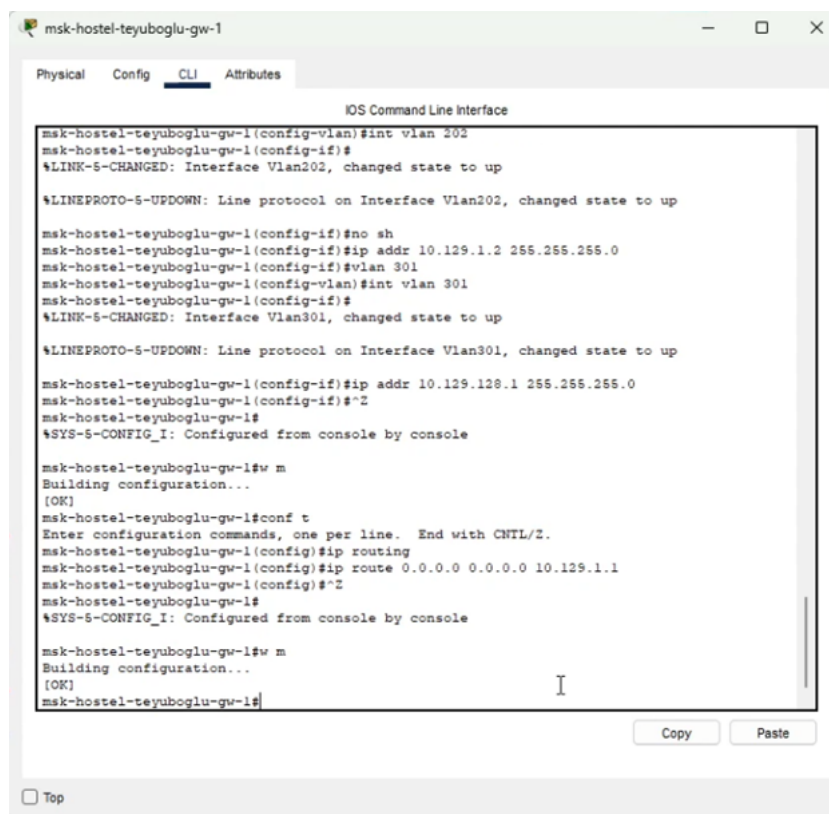 msk-hostel-teyuboglu-gw-1
Physical Config CLI Attributes
IOS Command Line Interface
msk-hostel-teyuboglu-gw-1(config-vlan)#int vlan 202
msk-hostel-teyuboglu-gw-1(config-if)#
%LINK-5-CHANGED: Interface Vlan202, changed state to up
%LINEPROTO-5-UPDOWN: Line protocol on Interface Vlan202, changed state to up
msk-hostel-teyuboglu-gw-1(config-if)#no sh
msk-hostel-teyuboglu-gw-1(config-if)#ip addr 10.129.1.2 255.255.255.0
msk-hostel-teyuboglu-gw-1(config-if)#vlan 301
msk-hostel-teyuboglu-gw-1(config-vlan)#int vlan 301
msk-hostel-teyuboglu-gw-1(config-if)#
%LINK-5-CHANGED: Interface Vlan301, changed state to up
%LINEPROTO-5-UPDOWN: Line protocol on Interface Vlan301, changed state to up
msk-hostel-teyuboglu-gw-1(config-if)#ip addr 10.129.128.1 255.255.255.0
msk-hostel-teyuboglu-gw-1(config-if)#^Z
msk-hostel-teyuboglu-gw-1#
%SYS-5-CONFIG_I: Configured from console by console
msk-hostel-teyuboglu-gw-1#w m
Building configuration...
[OK]
msk-hostel-teyuboglu-gw-1#conf t
Enter configuration commands, one per line. End with CNTL/Z.
msk-hostel-teyuboglu-gw-1(config)#ip routing
msk-hostel-teyuboglu-gw-1(config)#ip route 0.0.0.0 0.0.0.0 10.129.1.1
msk-hostel-teyuboglu-gw-1(config)#^Z
msk-hostel-teyuboglu-gw-1#
%SYS-5-CONFIG_I: Configured from console by console
msk-hostel-teyuboglu-gw-1#w m
Building configuration...
[OK]
msk-hostel-teyuboglu-gw-1#
Copy Paste
Top